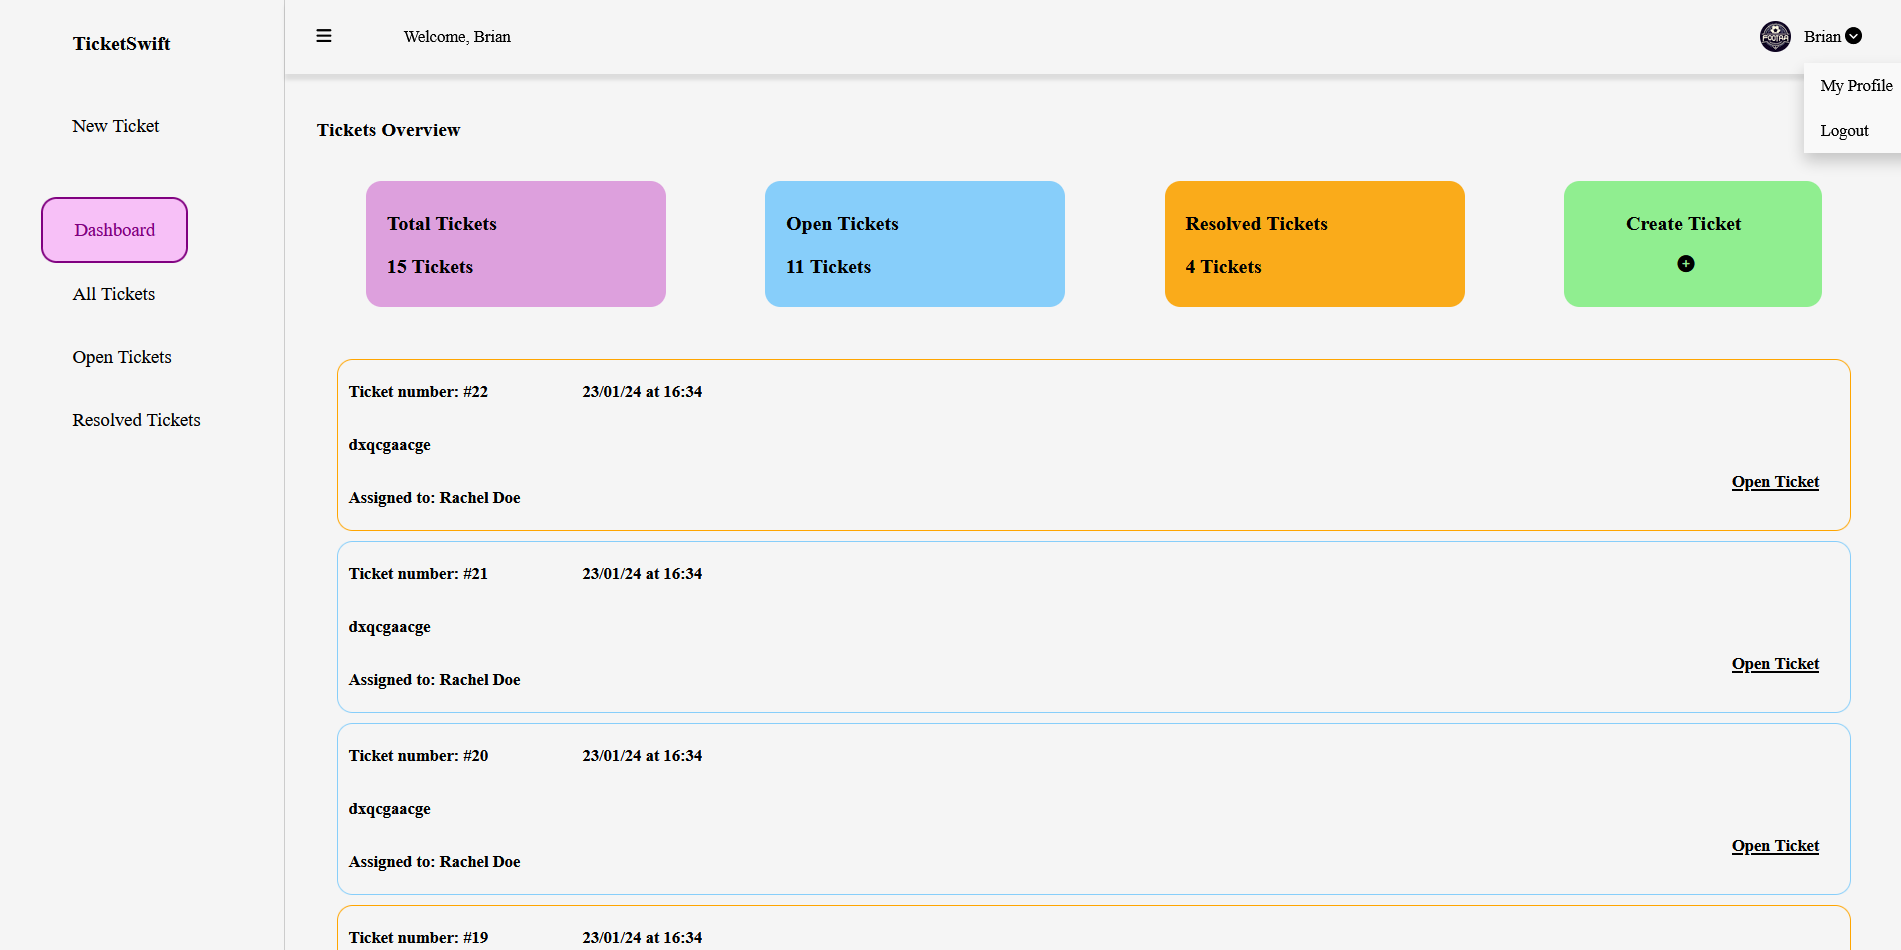 TicketSwift
New Ticket
Dashboard
All Tickets
Open Tickets
Resolved Tickets
Welcome, Brian
FOOTAA
Brian
My Profile
Logout
Tickets Overview
Total Tickets
15 Tickets
Open Tickets
11 Tickets
Resolved Tickets
4 Tickets
Create Ticket
Ticket number: #22 23/01/24 at 16:34
dxqcgaacge
Assigned to: Rachel Doe
Open Ticket
Ticket number: #21 23/01/24 at 16:34
dxqcgaacge
Assigned to: Rachel Doe
Open Ticket
Ticket number: #20 23/01/24 at 16:34
dxqcgaacge
Assigned to: Rachel Doe
Open Ticket
Ticket number: #19 23/01/24 at 16:34